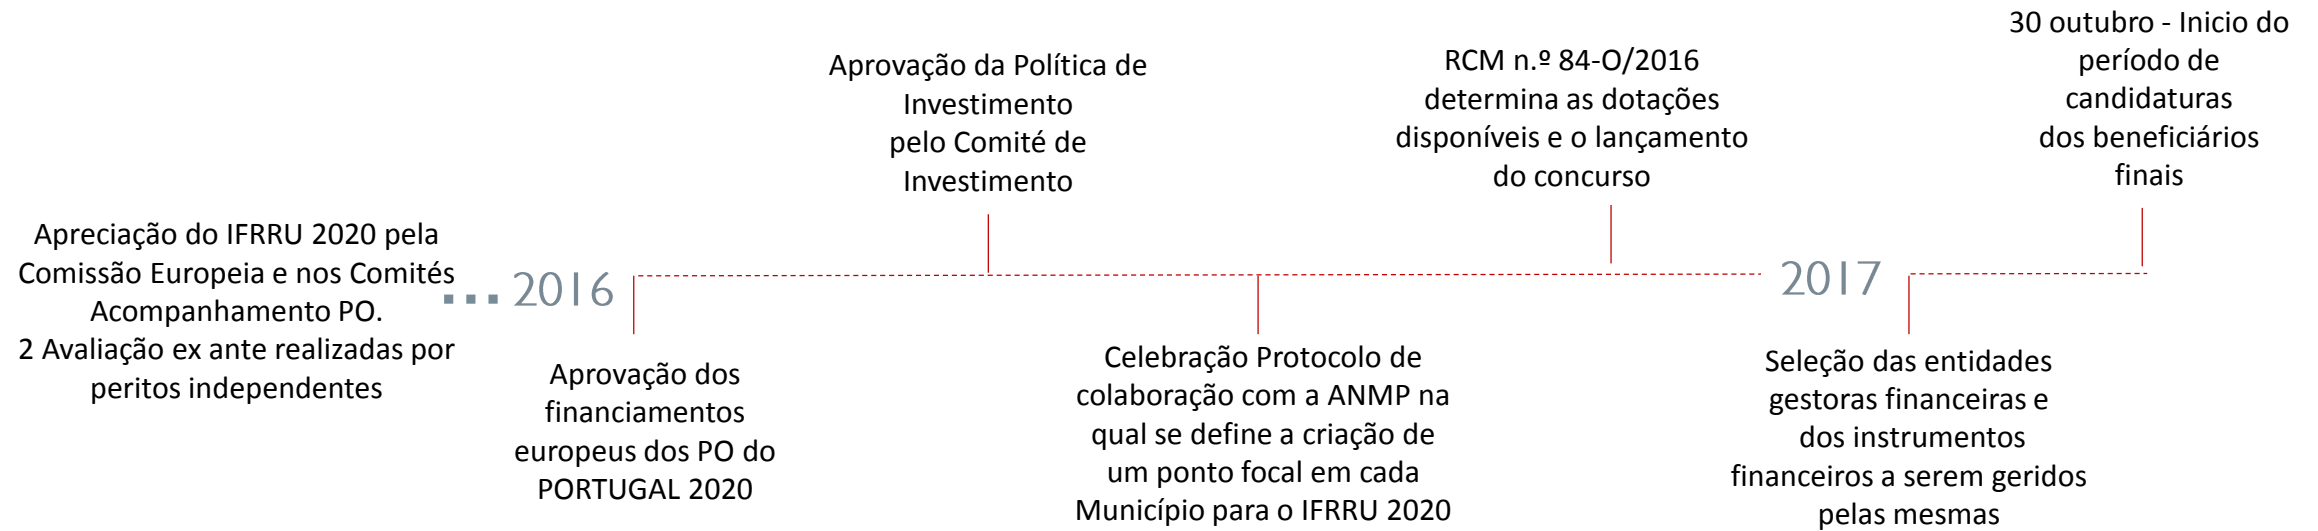 Apreciação do IFRRU 2020 pela
Comissão Europeia e nos Comités
Acompanhamento PO.
2 Avaliação ex ante realizadas por
peritos independentes
... 2016
Aprovação dos
financiamentos
europeus dos PO do
PORTUGAL 2020
Aprovação da Política de
Investimento
pelo Comité de
Investimento
Celebração Protocolo de
colaboração com a ANMP na
qual se define a criação de
um ponto focal em cada
Município para o IFRRU 2020
RCM n.º 84-O/2016
determina as dotações
disponíveis e o lançamento
do concurso
2017
Seleção das entidades
gestoras financeiras e
dos instrumentos
financeiros a serem geridos
pelas mesmas
30 outubro - Inicio do
período de
candidaturas
dos beneficiários
finais